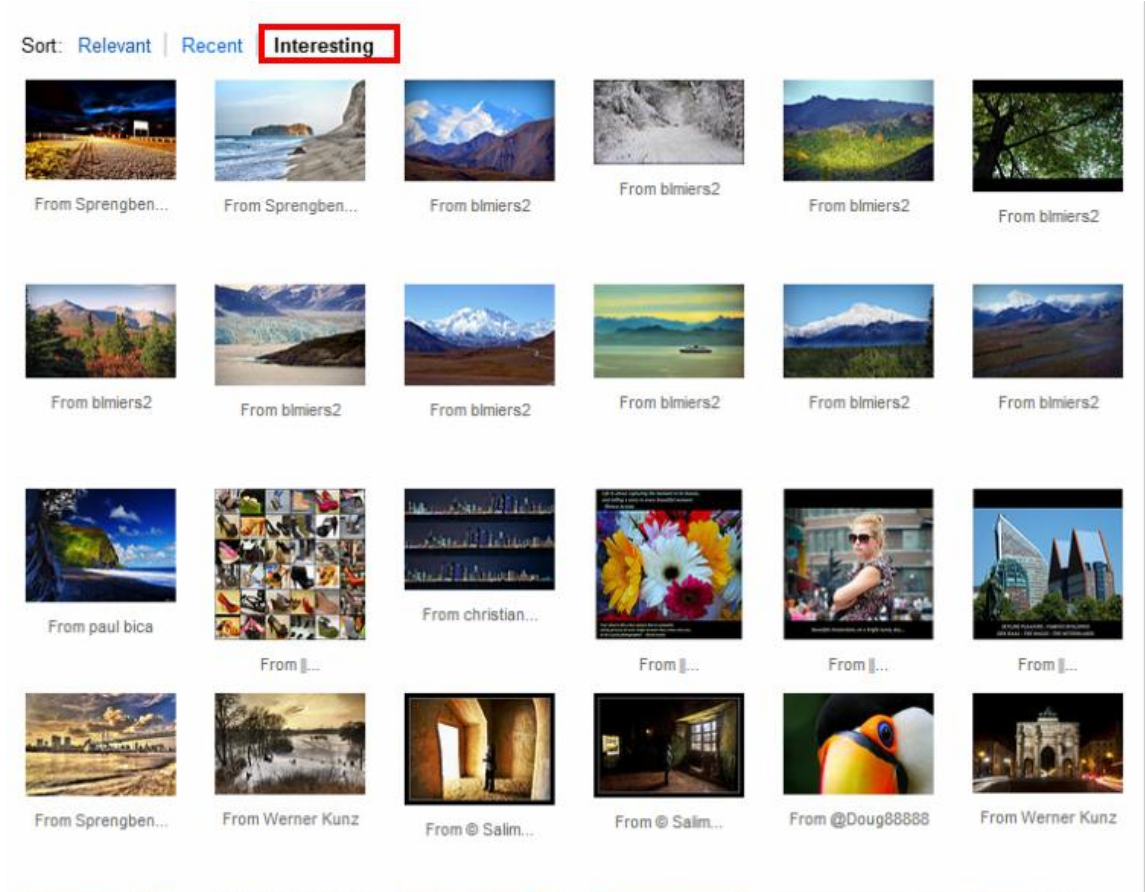 Sort: Relevant Recent Interesting
From Sprengben... From Sprengben... From blmiers2 From blmiers2 From blmiers2 From blmiers2
From blmiers2 From blmiers2 From blmiers2 From blmiers2 From blmiers2 From blmiers2
From paul bica From ||... From christian... From ||... From ||... From ||...
From Sprengben... From Werner Kunz From © Salim... From © Salim... From @Doug88888 From Werner Kunz